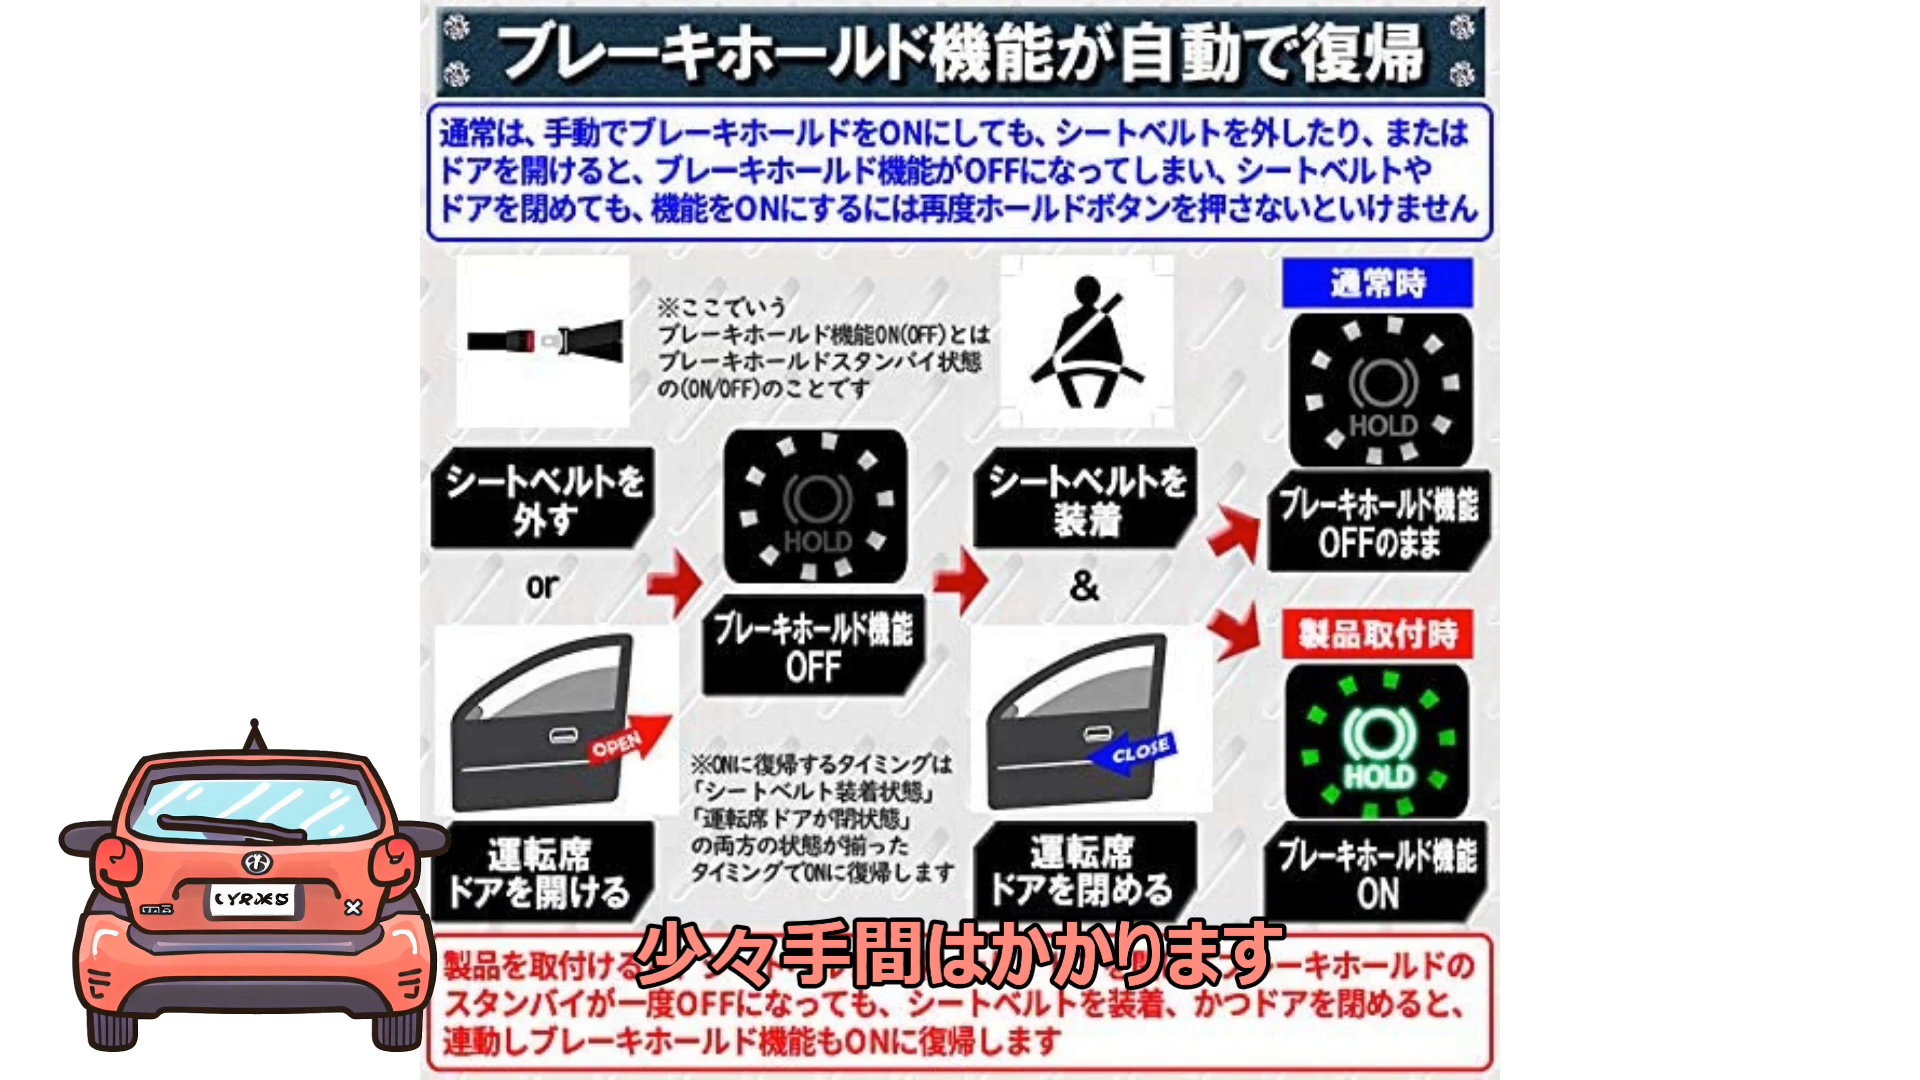 ブレーキホールド機能が自動で復帰
通常は、手動でブレーキホールドをONにしても、シートベルトを外したり、または
ドアを開けると、ブレーキホールド機能がOFFになってしまい、シートベルトや
ドアを閉めても、機能をONにするには再度ホールドボタンを押さないといけません
※ここでいう
ブレーキホールド機能ON(OFF)とは
ブレーキホールドスタンバイ状態
の(ON/OFF)のことです
通常時
HOLD
シートベルトを
外す
HOLD
シートベルトを
装着
ブレーキホールド機能
OFFのまま
or
&
ブレーキホールド機能
OFF
製品取付時
OPEN
CLOSE
HOLD
※ONに復帰するタイミングは
「シートベルト装着状態」
「運転席ドアが閉状態」
の両方の状態が揃った
タイミングでONに復帰します
運転席
ドアを開ける
運転席
ドアを閉める
ブレーキホールド機能
ON
少々手間はかかります
製品を取付ける
レーキホールドの
スタンバイが一度OFFになっても、シートベルトを装着、かつドアを閉めると、
連動しブレーキホールド機能もONに復帰します